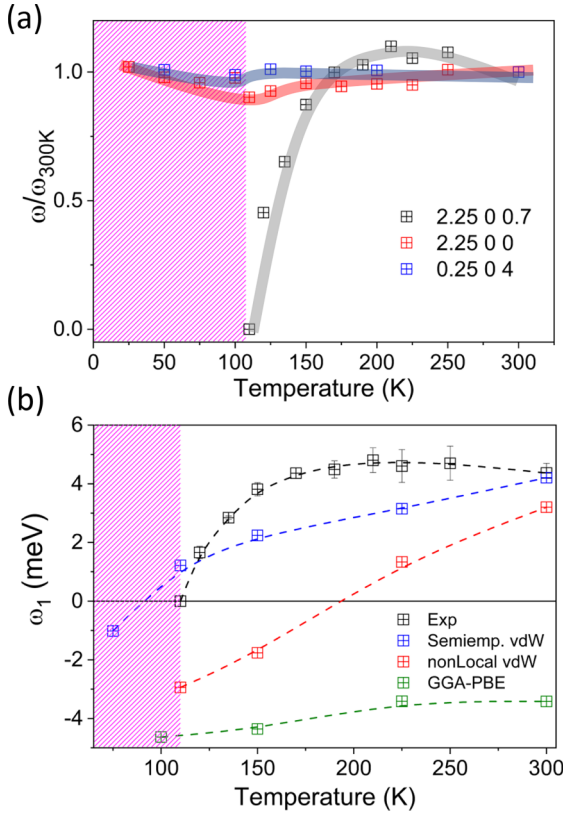 (a)
ω/ω300K
1.0
0.5
0.0
2.25 0 0.7
2.25 0 0
0.25 0 4
0 50 100 150 200 250 300
Temperature (K)
(b)
ω1 (meV)
6
4
2
0
-2
-4
Exp
Semiemp. vdW
nonLocal vdW
GGA-PBE
100 150 200 250 300
Temperature (K)